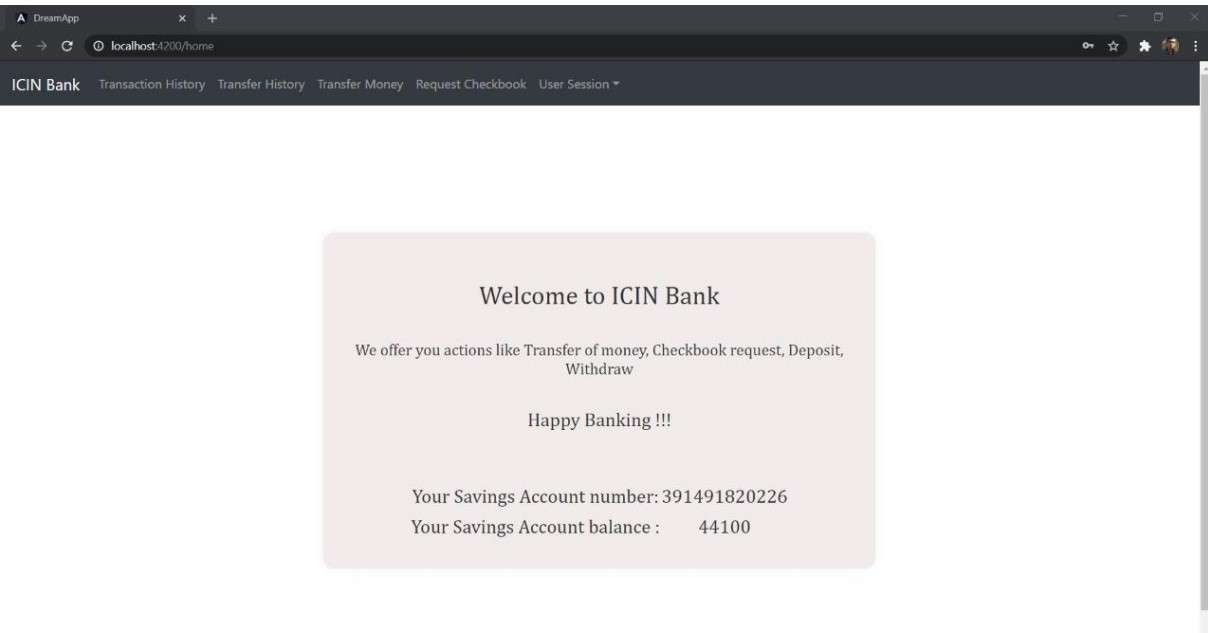 DreamApp
localhost:4200/home
ICIN Bank Transaction History Transfer History Transfer Money Request Checkbook User Session
Welcome to ICIN Bank
We offer you actions like Transfer of money, Checkbook request, Deposit,
Withdraw
Happy Banking !!!
Your Savings Account number: 391491820226
Your Savings Account balance : 44100